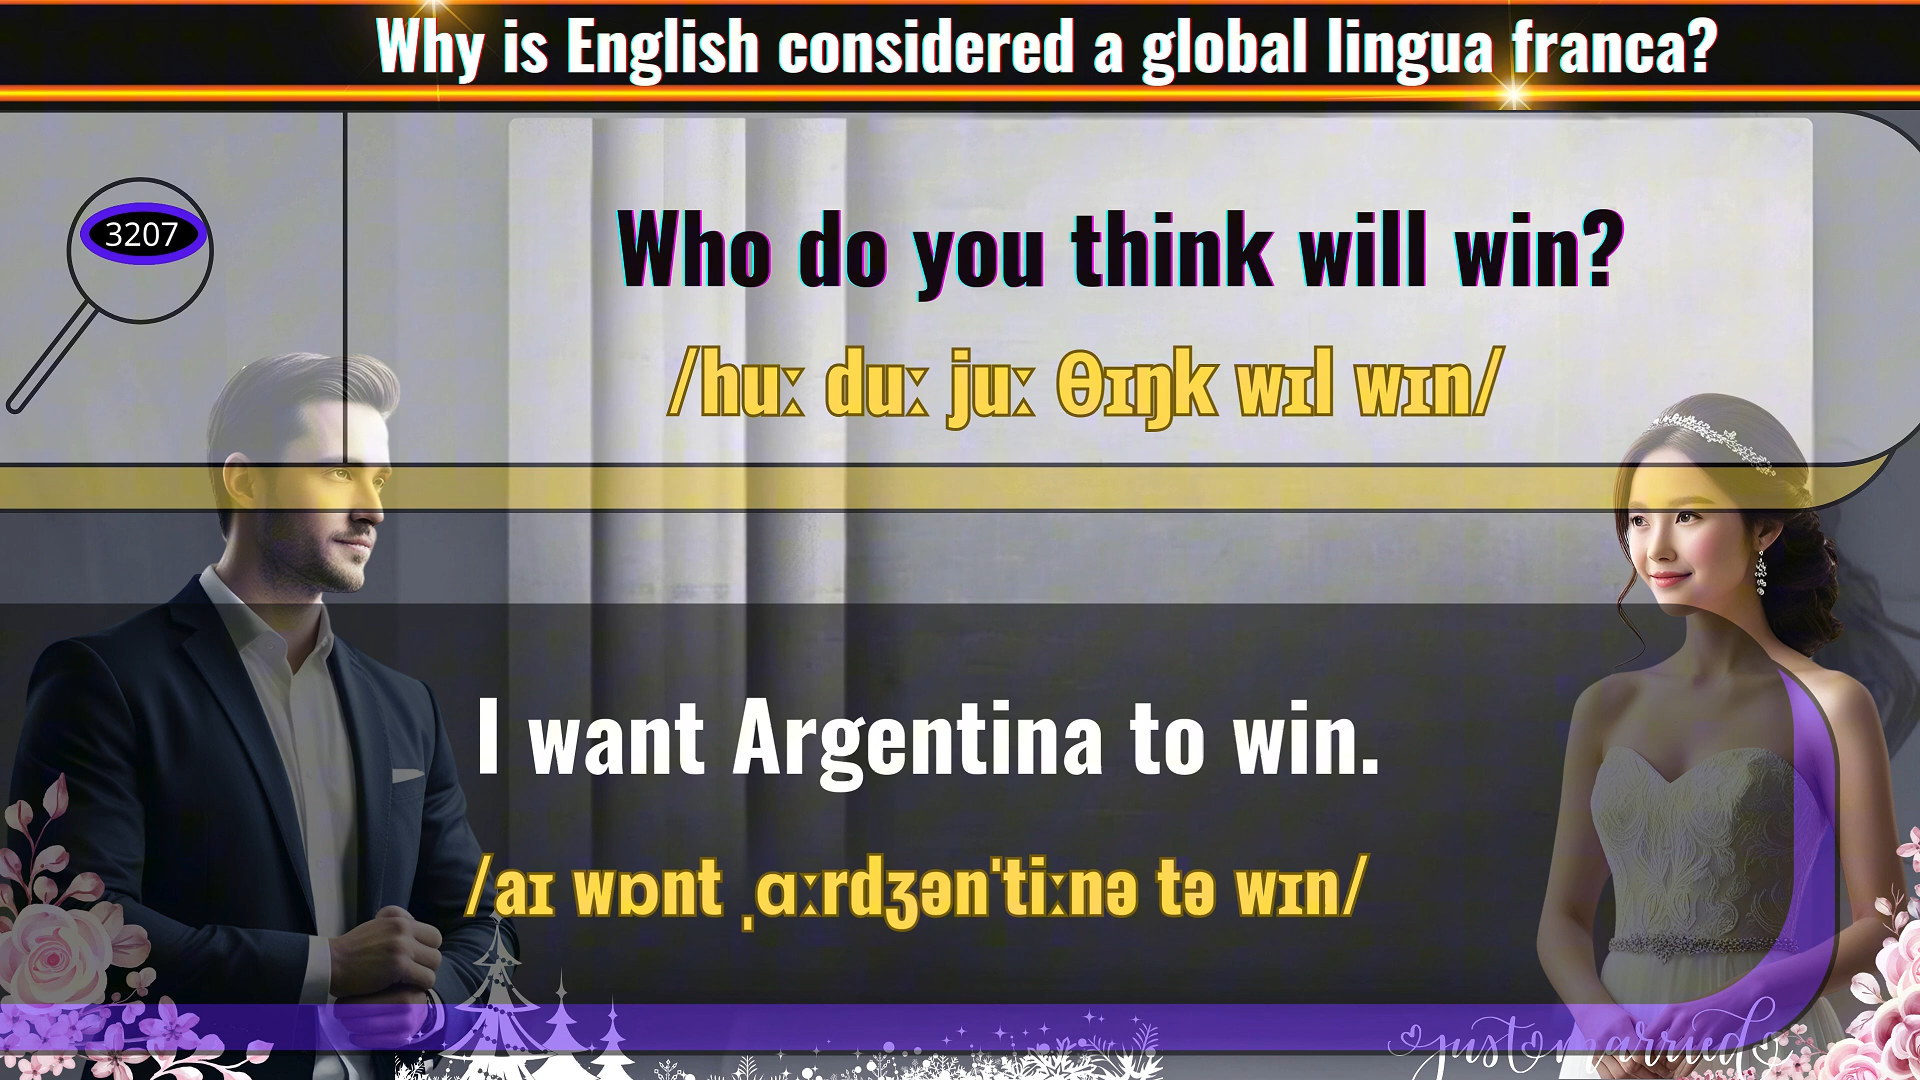 Why is English considered a global lingua franca?
3207
Who do you think will win?
/huː duː juː θɪŋk wɪl wɪn/
I want Argentina to win.
/aɪ wɒnt ˌɑːrdʒənˈtiːnə tə wɪn/
just married